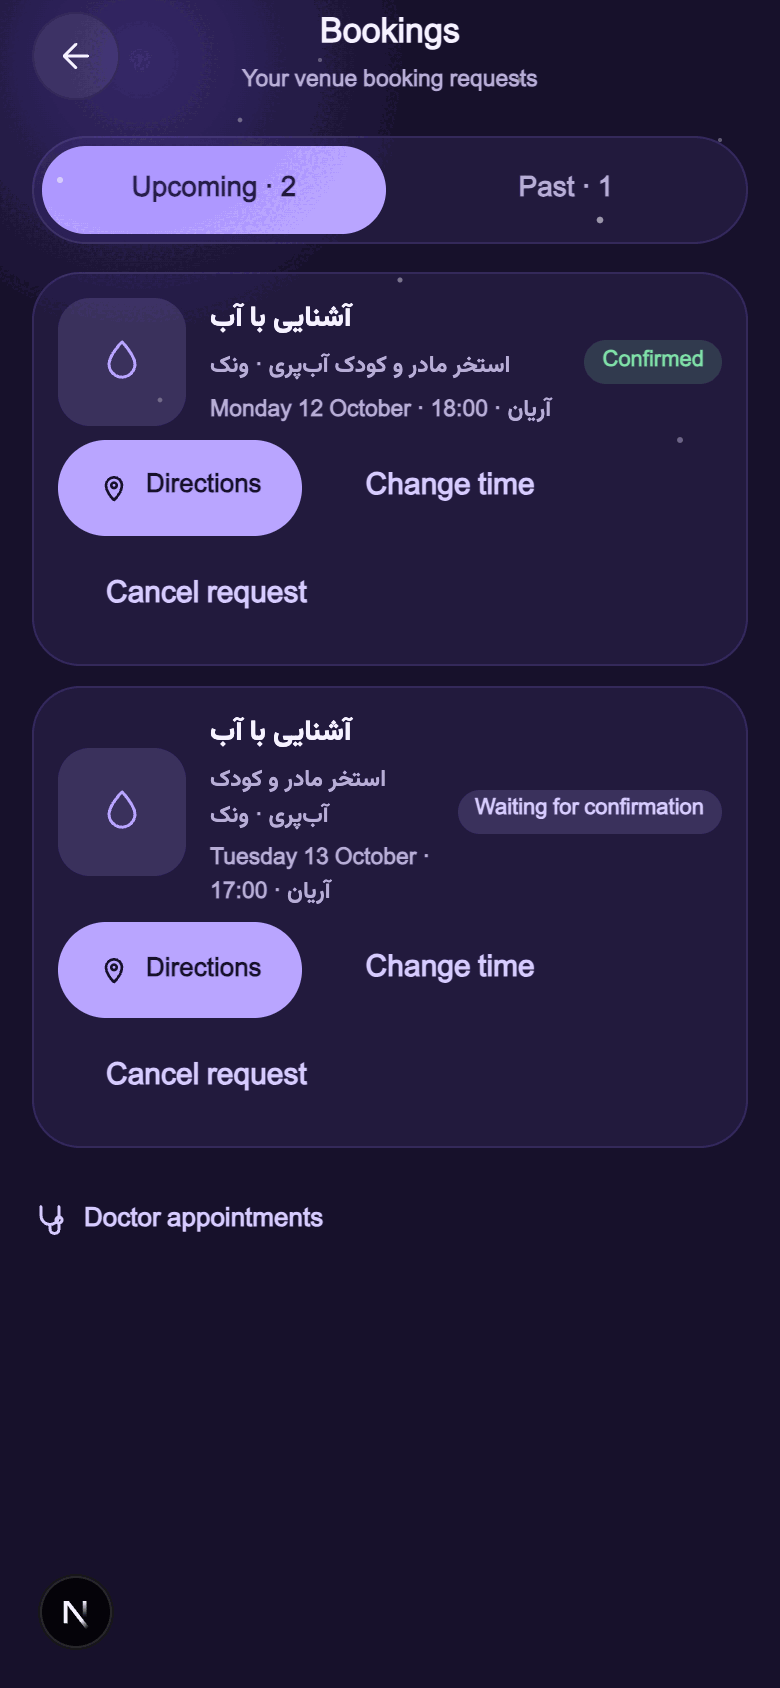 Bookings
Your venue booking requests
Upcoming · 2
Past · 1
آشنایی با آب
استخر مادر و کودک آب‌پری · ونک
Monday 12 October · 18:00 · آریان
Confirmed
Directions
Change time
Cancel request
آشنایی با آب
استخر مادر و کودک
آب‌پری · ونک
Tuesday 13 October ·
17:00 · آریان
Waiting for confirmation
Directions
Change time
Cancel request
Doctor appointments
N